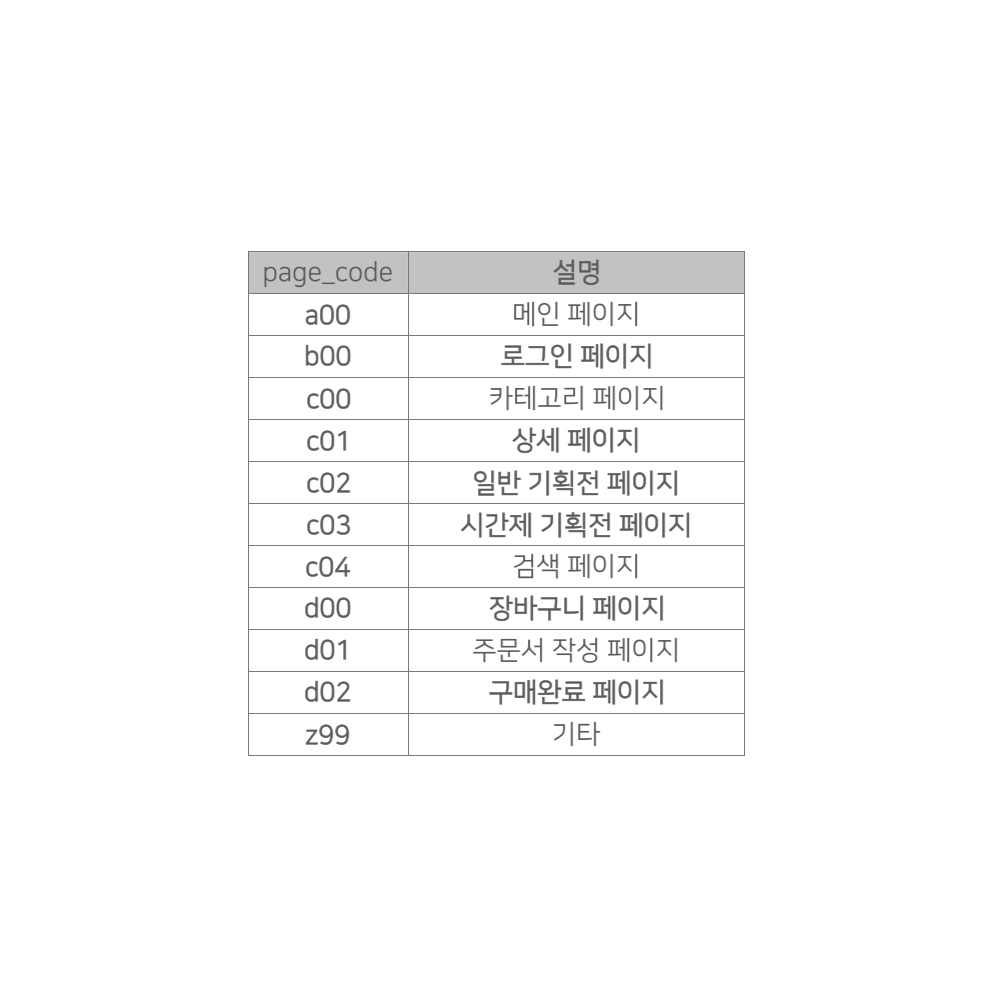 page_code 설명
a00 메인 페이지
b00 로그인 페이지
c00 카테고리 페이지
c01 상세 페이지
c02 일반 기획전 페이지
c03 시간제 기획전 페이지
c04 검색 페이지
d00 장바구니 페이지
d01 주문서 작성 페이지
d02 구매완료 페이지
z99 기타